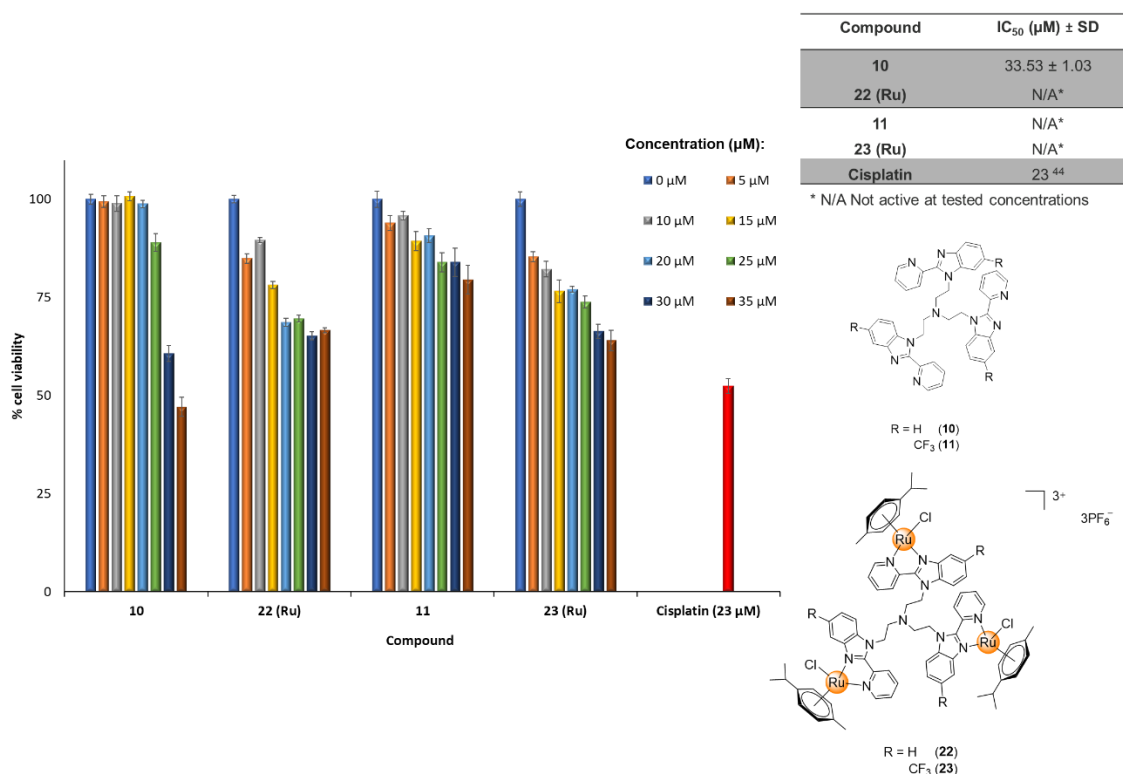 Compound IC₅₀ (µM) ± SD
10 33.53 ± 1.03
22 (Ru) N/A*
11 N/A*
23 (Ru) N/A*
Cisplatin 23 ⁴⁴
* N/A Not active at tested concentrations
Concentration (µM):
0 µM 5 µM
10 µM 15 µM
20 µM 25 µM
30 µM 35 µM
% cell viability
100
75
50
25
0
10 22 (Ru) 11 23 (Ru) Cisplatin (23 µM)
Compound
N
R
N
N
N
N
N
R
N
N
N
N
R
R = H (10)
CF₃ (11)
3⁺
3PF₆⁻
Cl
Ru
N
R
N
N
R
N
N
N
Cl
N
N
Ru
Cl
N
Ru
N
R
R = H (22)
CF₃ (23)